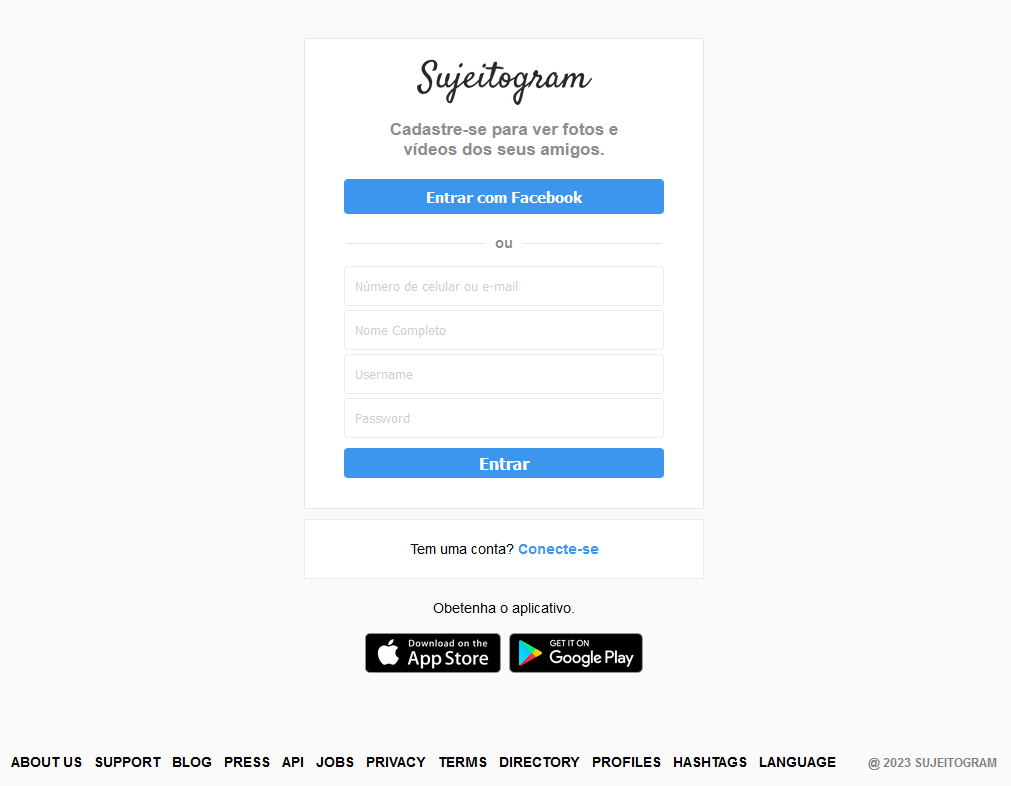 Sujeitogram
Cadastre-se para ver fotos e
vídeos dos seus amigos.
Entrar com Facebook
ou
Número de celular ou e-mail
Nome Completo
Username
Password
Entrar
Tem uma conta? Conecte-se
Obetenha o aplicativo.
Download on the
App Store
GET IT ON
Google Play
ABOUT US SUPPORT BLOG PRESS API JOBS PRIVACY TERMS DIRECTORY PROFILES HASHTAGS LANGUAGE @ 2023 SUJEITOGRAM